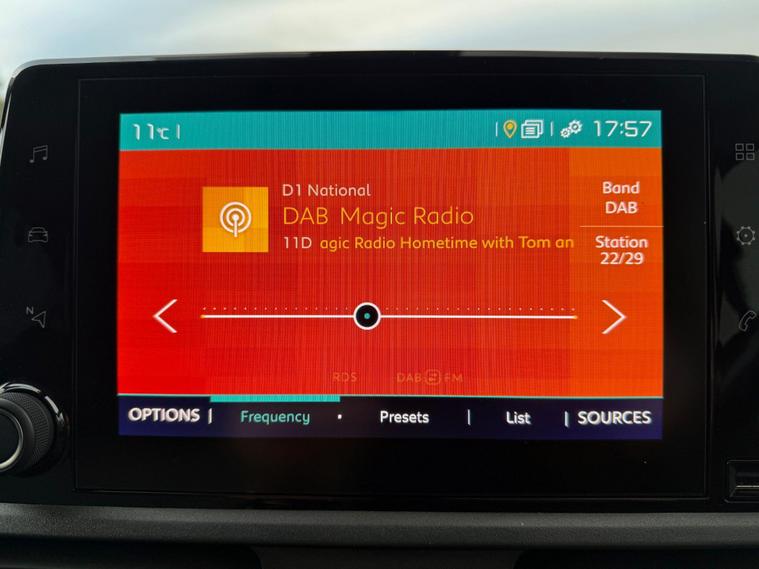 11°C
17:57
D1 National
DAB Magic Radio
11D agic Radio Hometime with Tom an
Band
DAB
Station
22/29
N
RDS DAB FM
OPTIONS Frequency Presets List SOURCES